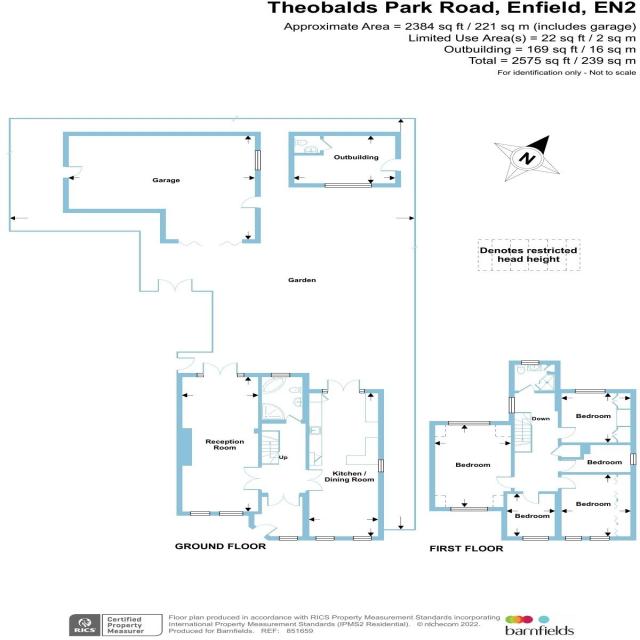 Theobalds Park Road, Enfield, EN2
Approximate Area = 2384 sq ft / 221 sq m (includes garage)
Limited Use Area(s) = 22 sq ft / 2 sq m
Outbuilding = 169 sq ft / 16 sq m
Total = 2575 sq ft / 239 sq m
For identification only - Not to scale
Garage
Outbuilding
N
Denotes restricted
head height
Garden
Reception
Room
Up
Kitchen /
Dining Room
GROUND FLOOR
Down
Bedroom
Bedroom
Bedroom
Bedroom
Bedroom
FIRST FLOOR
RICS
Certified
Property
Measurer
Floor plan produced in accordance with RICS Property Measurement Standards incorporating
International Property Measurement Standards (IPMS2 Residential). © nichecom 2022.
Produced for Barnfields. REF: 851659
barnfields